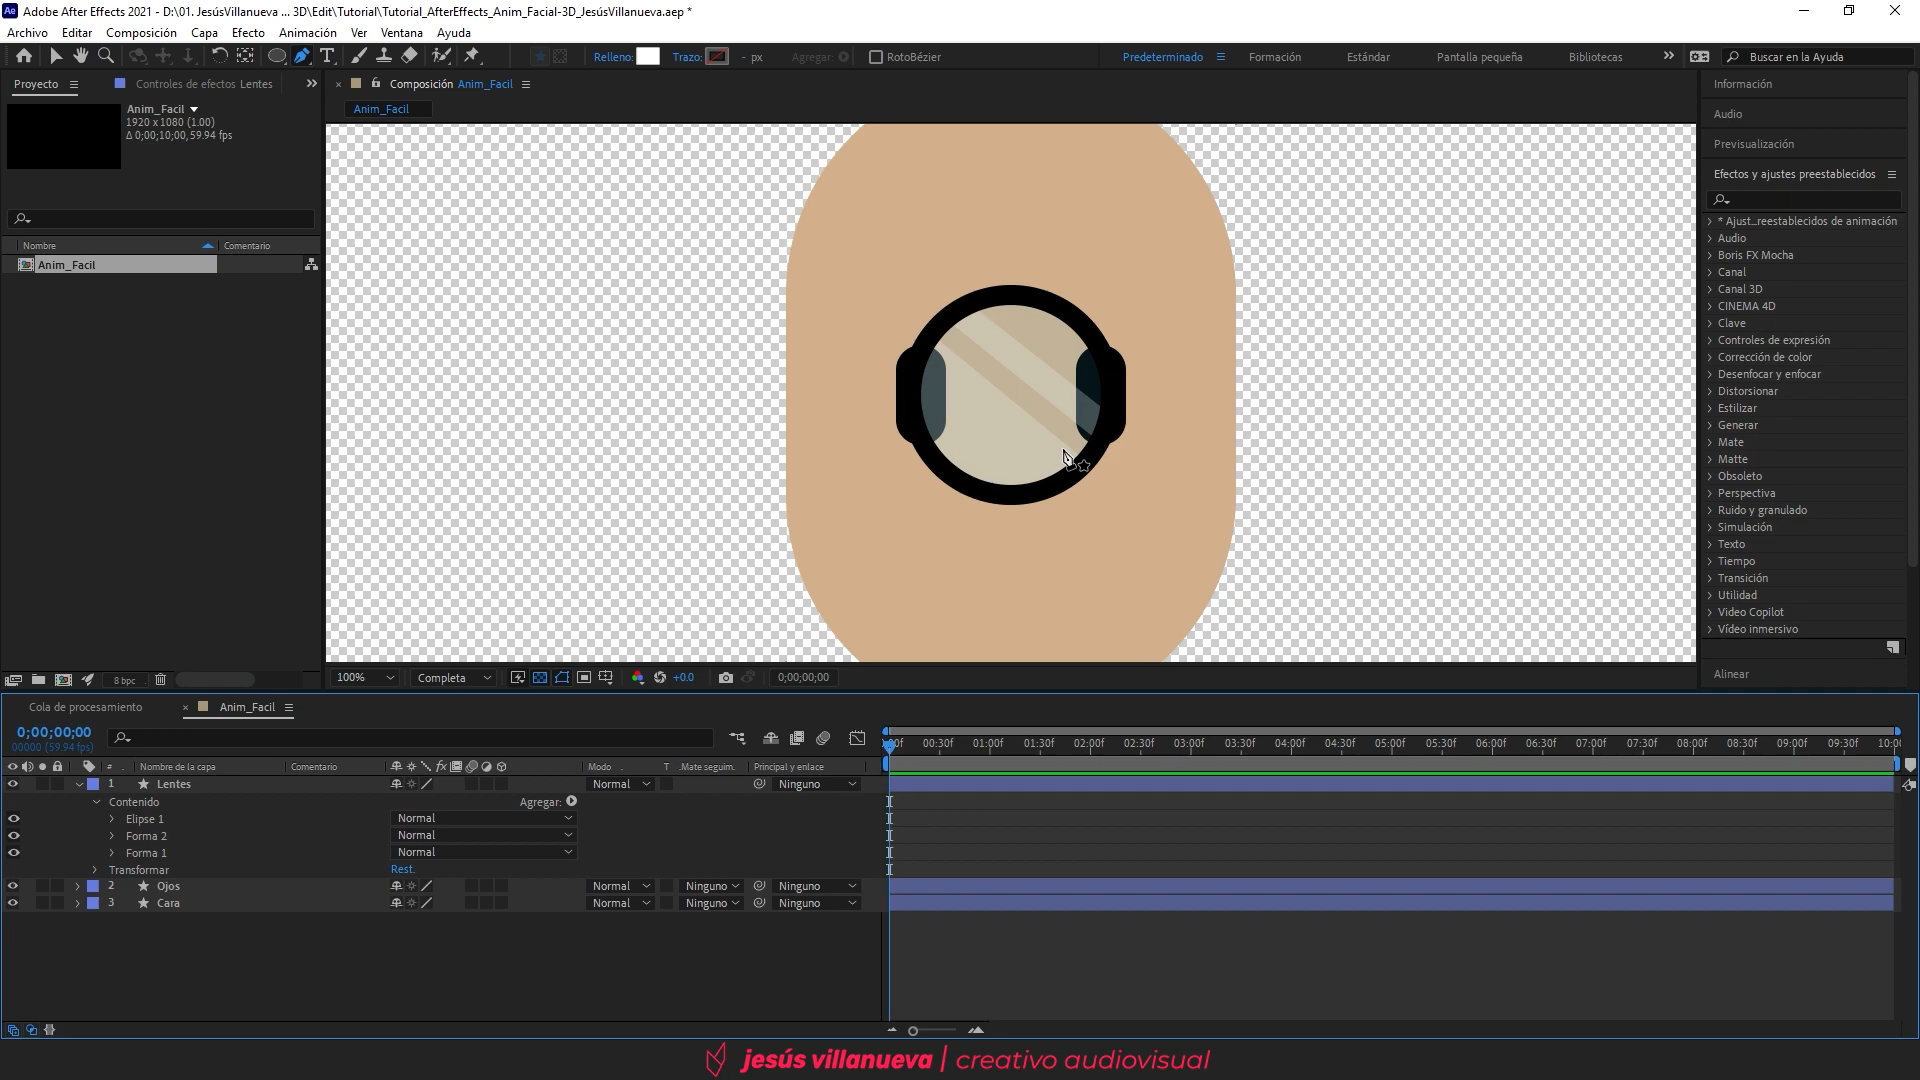 Adobe After Effects 2021 - D:\01. JesúsVillanueva ... 3D\Edit\Tutorial\Tutorial_AfterEffects_Anim_Facial-3D_JesúsVillanueva.aep *
Archivo Editar Composición Capa Efecto Animación Ver Ventana Ayuda
Relleno: Trazo: - px Agregar: RotoBézier Predeterminado Formación Estándar Pantalla pequeña Bibliotecas Buscar en la Ayuda
Proyecto Controles de efectos Lentes
Composición Anim_Facil
Anim_Facil
Anim_Facil
1920 x 1080 (1.00)
Δ 0;00;10;00, 59.94 fps
Nombre Comentario
Anim_Facil
8 bpc
100% Completa +0.0 0;00;00;00
Información
Audio
Previsualización
Efectos y ajustes preestablecidos
* Ajust...reestablecidos de animación
Audio
Boris FX Mocha
Canal
Canal 3D
CINEMA 4D
Clave
Controles de expresión
Corrección de color
Desenfocar y enfocar
Distorsionar
Estilizar
Generar
Mate
Matte
Obsoleto
Perspectiva
Ruido y granulado
Simulación
Texto
Tiempo
Transición
Utilidad
Video Copilot
Vídeo inmersivo
Alinear
Cola de procesamiento Anim_Facil
0;00;00;00
00000 (59.94 fps)
00:30f 01:00f 01:30f 02:00f 02:30f 03:00f 03:30f 04:00f 04:30f 05:00f 05:30f 06:00f 06:30f 07:00f 07:30f 08:00f 08:30f 09:00f 09:30f 10:00
# Nombre de la capa Comentario fx Modo T .Mate seguim. Principal y enlace
1 Lentes Normal Ninguno
Contenido Agregar:
Elipse 1 Normal
Forma 2 Normal
Forma 1 Normal
Transformar Rest.
2 Ojos Normal Ninguno Ninguno
3 Cara Normal Ninguno Ninguno
jesús villanueva | creativo audiovisual